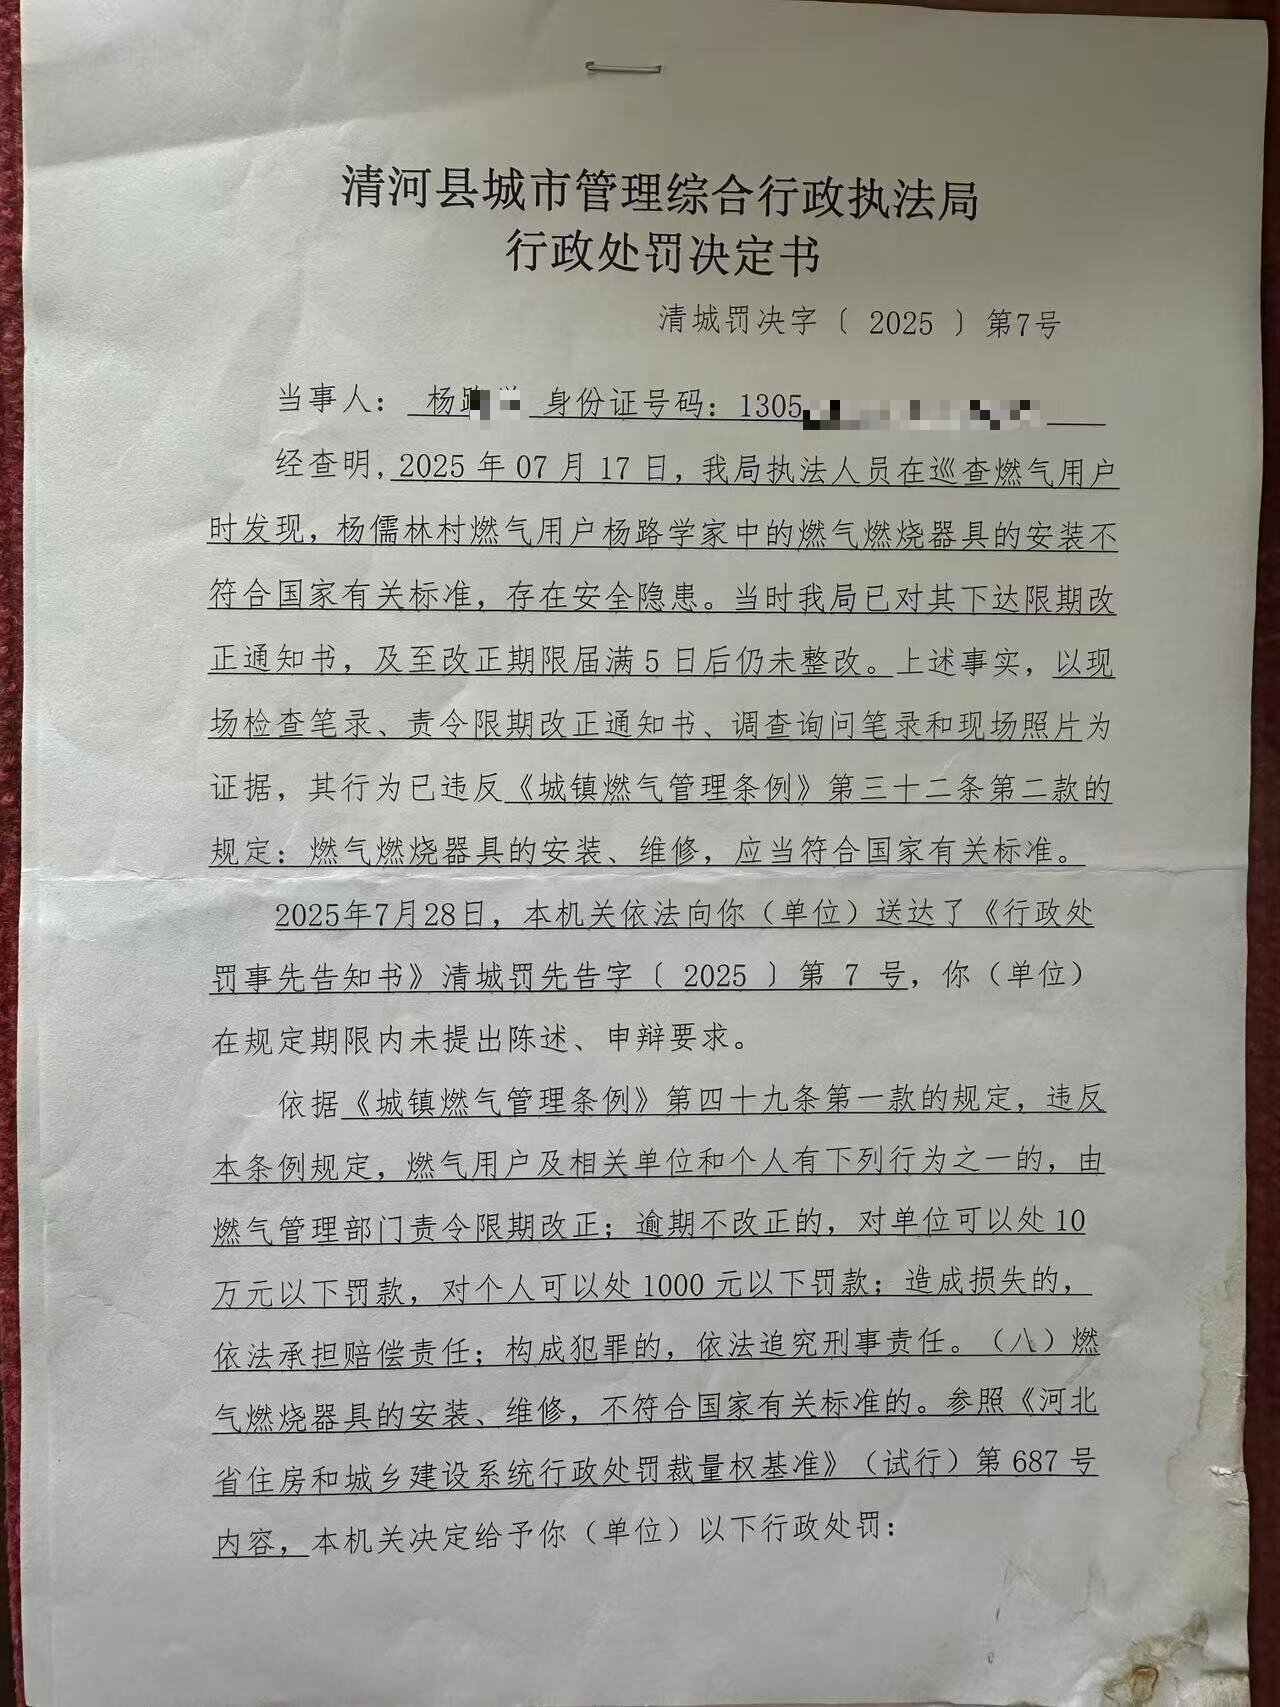 清河县城市管理综合行政执法局
行政处罚决定书
清城罚决字〔 2025 〕第7号
当事人： 杨 身份证号码：1305
经查明，2025 年 07 月 17 日，我局执法人员在巡查燃气用户
时发现，杨儒林村燃气用户杨路学家中的燃气燃烧器具的安装不
符合国家有关标准，存在安全隐患。当时我局已对其下达限期改
正通知书，及至改正期限届满 5 日后仍未整改。上述事实，以现
场检查笔录、责令限期改正通知书、调查询问笔录和现场照片为
证据，其行为已违反《城镇燃气管理条例》第三十二条第二款的
规定：燃气燃烧器具的安装、维修，应当符合国家有关标准。
2025年7月28日，本机关依法向你（单位）送达了《行政处
罚事先告知书》清城罚先告字〔 2025 〕第 7 号，你（单位）
在规定期限内未提出陈述、申辩要求。
依据《城镇燃气管理条例》第四十九条第一款的规定，违反
本条例规定，燃气用户及相关单位和个人有下列行为之一的，由
燃气管理部门责令限期改正；逾期不改正的，对单位可以处 10
万元以下罚款，对个人可以处 1000 元以下罚款；造成损失的，
依法承担赔偿责任；构成犯罪的，依法追究刑事责任。（八）燃
气燃烧器具的安装、维修，不符合国家有关标准的。参照《河北
省住房和城乡建设系统行政处罚裁量权基准》（试行）第 687 号
内容，本机关决定给予你（单位）以下行政处罚：